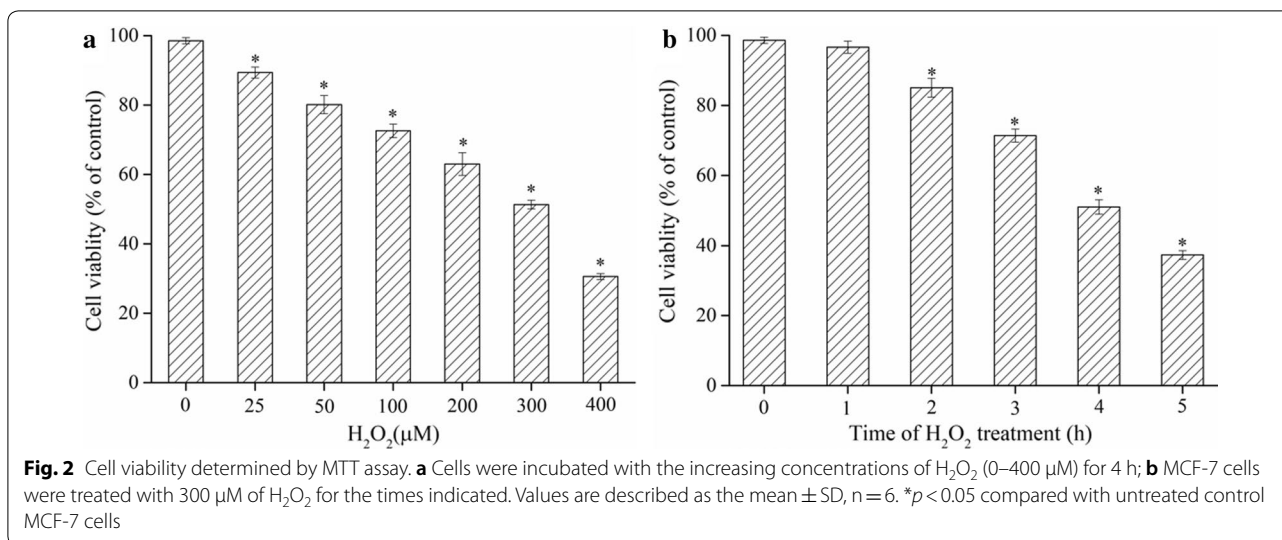 a
Cell viablity (% of control)
100
80
60
40
20
0
*
*
*
*
*
*
0 25 50 100 200 300 400
H₂O₂(μM)
b
Cell viablity (% of control)
100
80
60
40
20
0
*
*
*
*
0 1 2 3 4 5
Time of H₂O₂ treatment (h)
Fig. 2 Cell viability determined by MTT assay. a Cells were incubated with the increasing concentrations of H₂O₂ (0–400 μM) for 4 h; b MCF-7 cells
were treated with 300 μM of H₂O₂ for the times indicated. Values are described as the mean ± SD, n = 6. *p < 0.05 compared with untreated control
MCF-7 cells